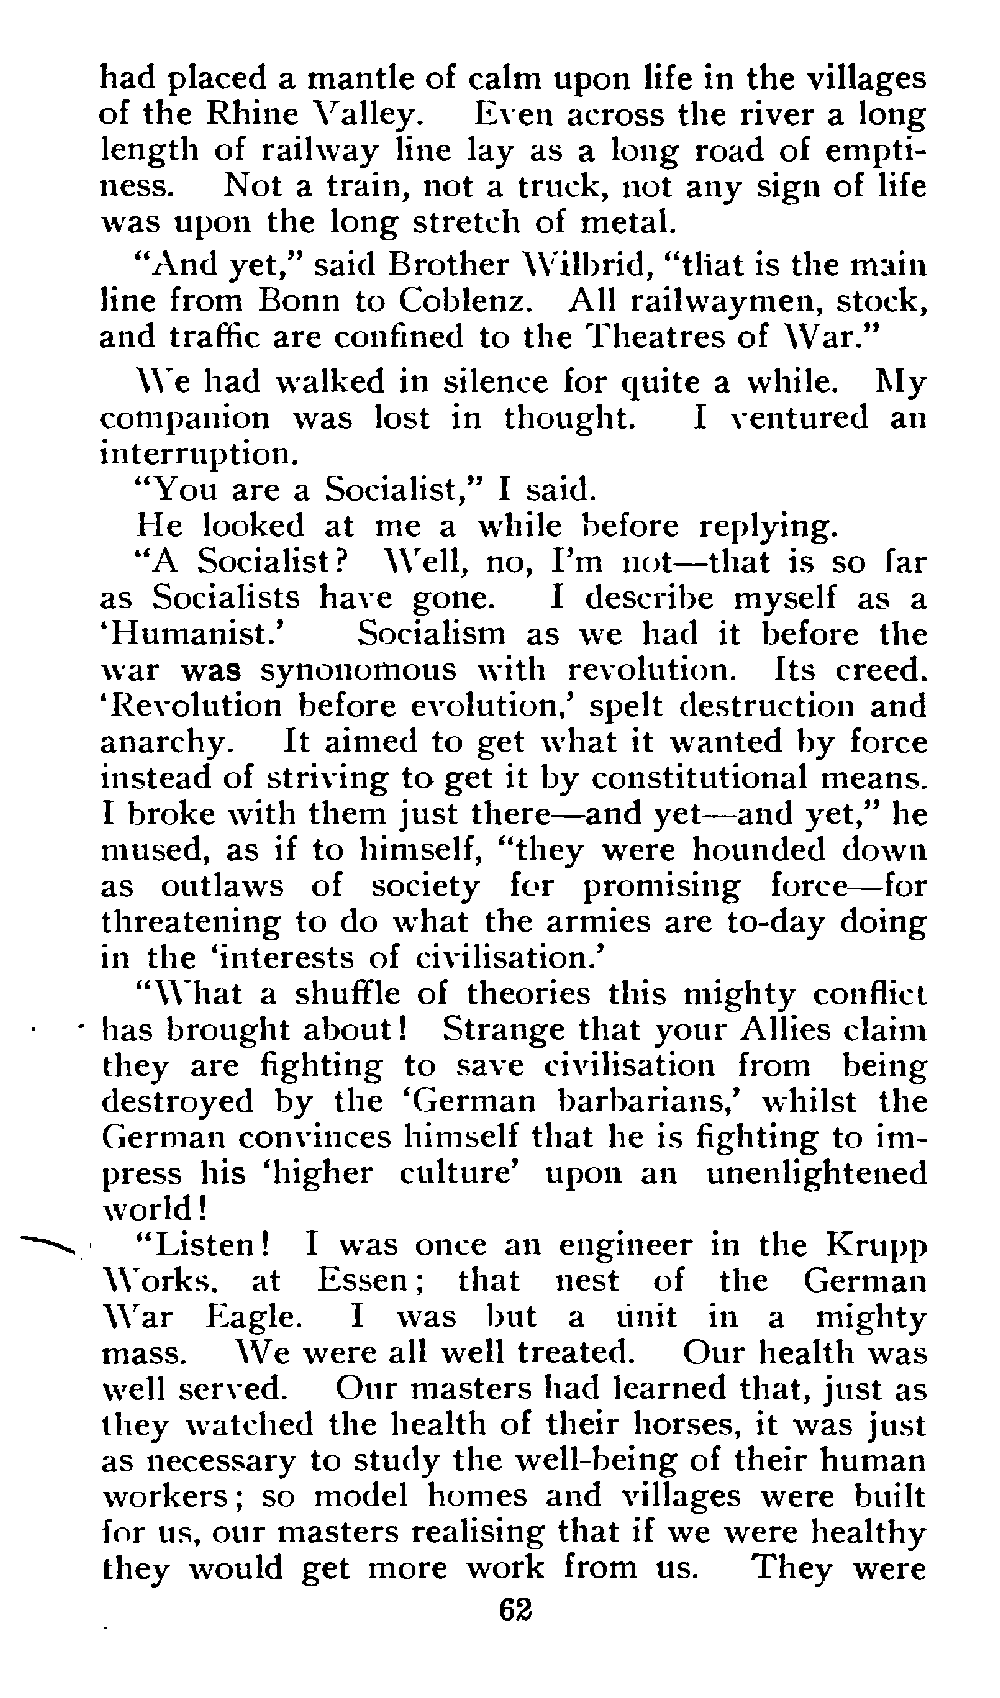 had placed a mantle of calm upon life in the villages
of the Rhine Valley. Even across the river a long
length of railway line lay as a long road of empti-
ness. Not a train, not a truck, not any sign of life
was upon the long stretch of metal.
“And yet,” said Brother Wilbrid, “that is the main
line from Bonn to Coblenz. All railwaymen, stock,
and traffic are confined to the Theatres of War.”
We had walked in silence for quite a while. My
companion was lost in thought. I ventured an
interruption.
“You are a Socialist,” I said.
He looked at me a while before replying.
“A Socialist? Well, no, I’m not—that is so far
as Socialists have gone. I describe myself as a
‘Humanist.’ Socialism as we had it before the
war was synonomous with revolution. Its creed.
‘Revolution before evolution,’ spelt destruction and
anarchy. It aimed to get what it wanted by force
instead of striving to get it by constitutional means.
I broke with them just there—and yet—and yet,” he
mused, as if to himself, “they were hounded down
as outlaws of society for promising force—for
threatening to do what the armies are to-day doing
in the ‘interests of civilisation.’
“What a shuffle of theories this mighty conflict
has brought about! Strange that your Allies claim
they are fighting to save civilisation from being
destroyed by the ‘German barbarians,’ whilst the
German convinces himself that he is fighting to im-
press his ‘higher culture’ upon an unenlightened
world!
“Listen! I was once an engineer in the Krupp
Works. at Essen; that nest of the German
War Eagle. I was but a unit in a mighty
mass. We were all well treated. Our health was
well served. Our masters had learned that, just as
they watched the health of their horses, it was just
as necessary to study the well-being of their human
workers; so model homes and villages were built
for us, our masters realising that if we were healthy
they would get more work from us. They were
62